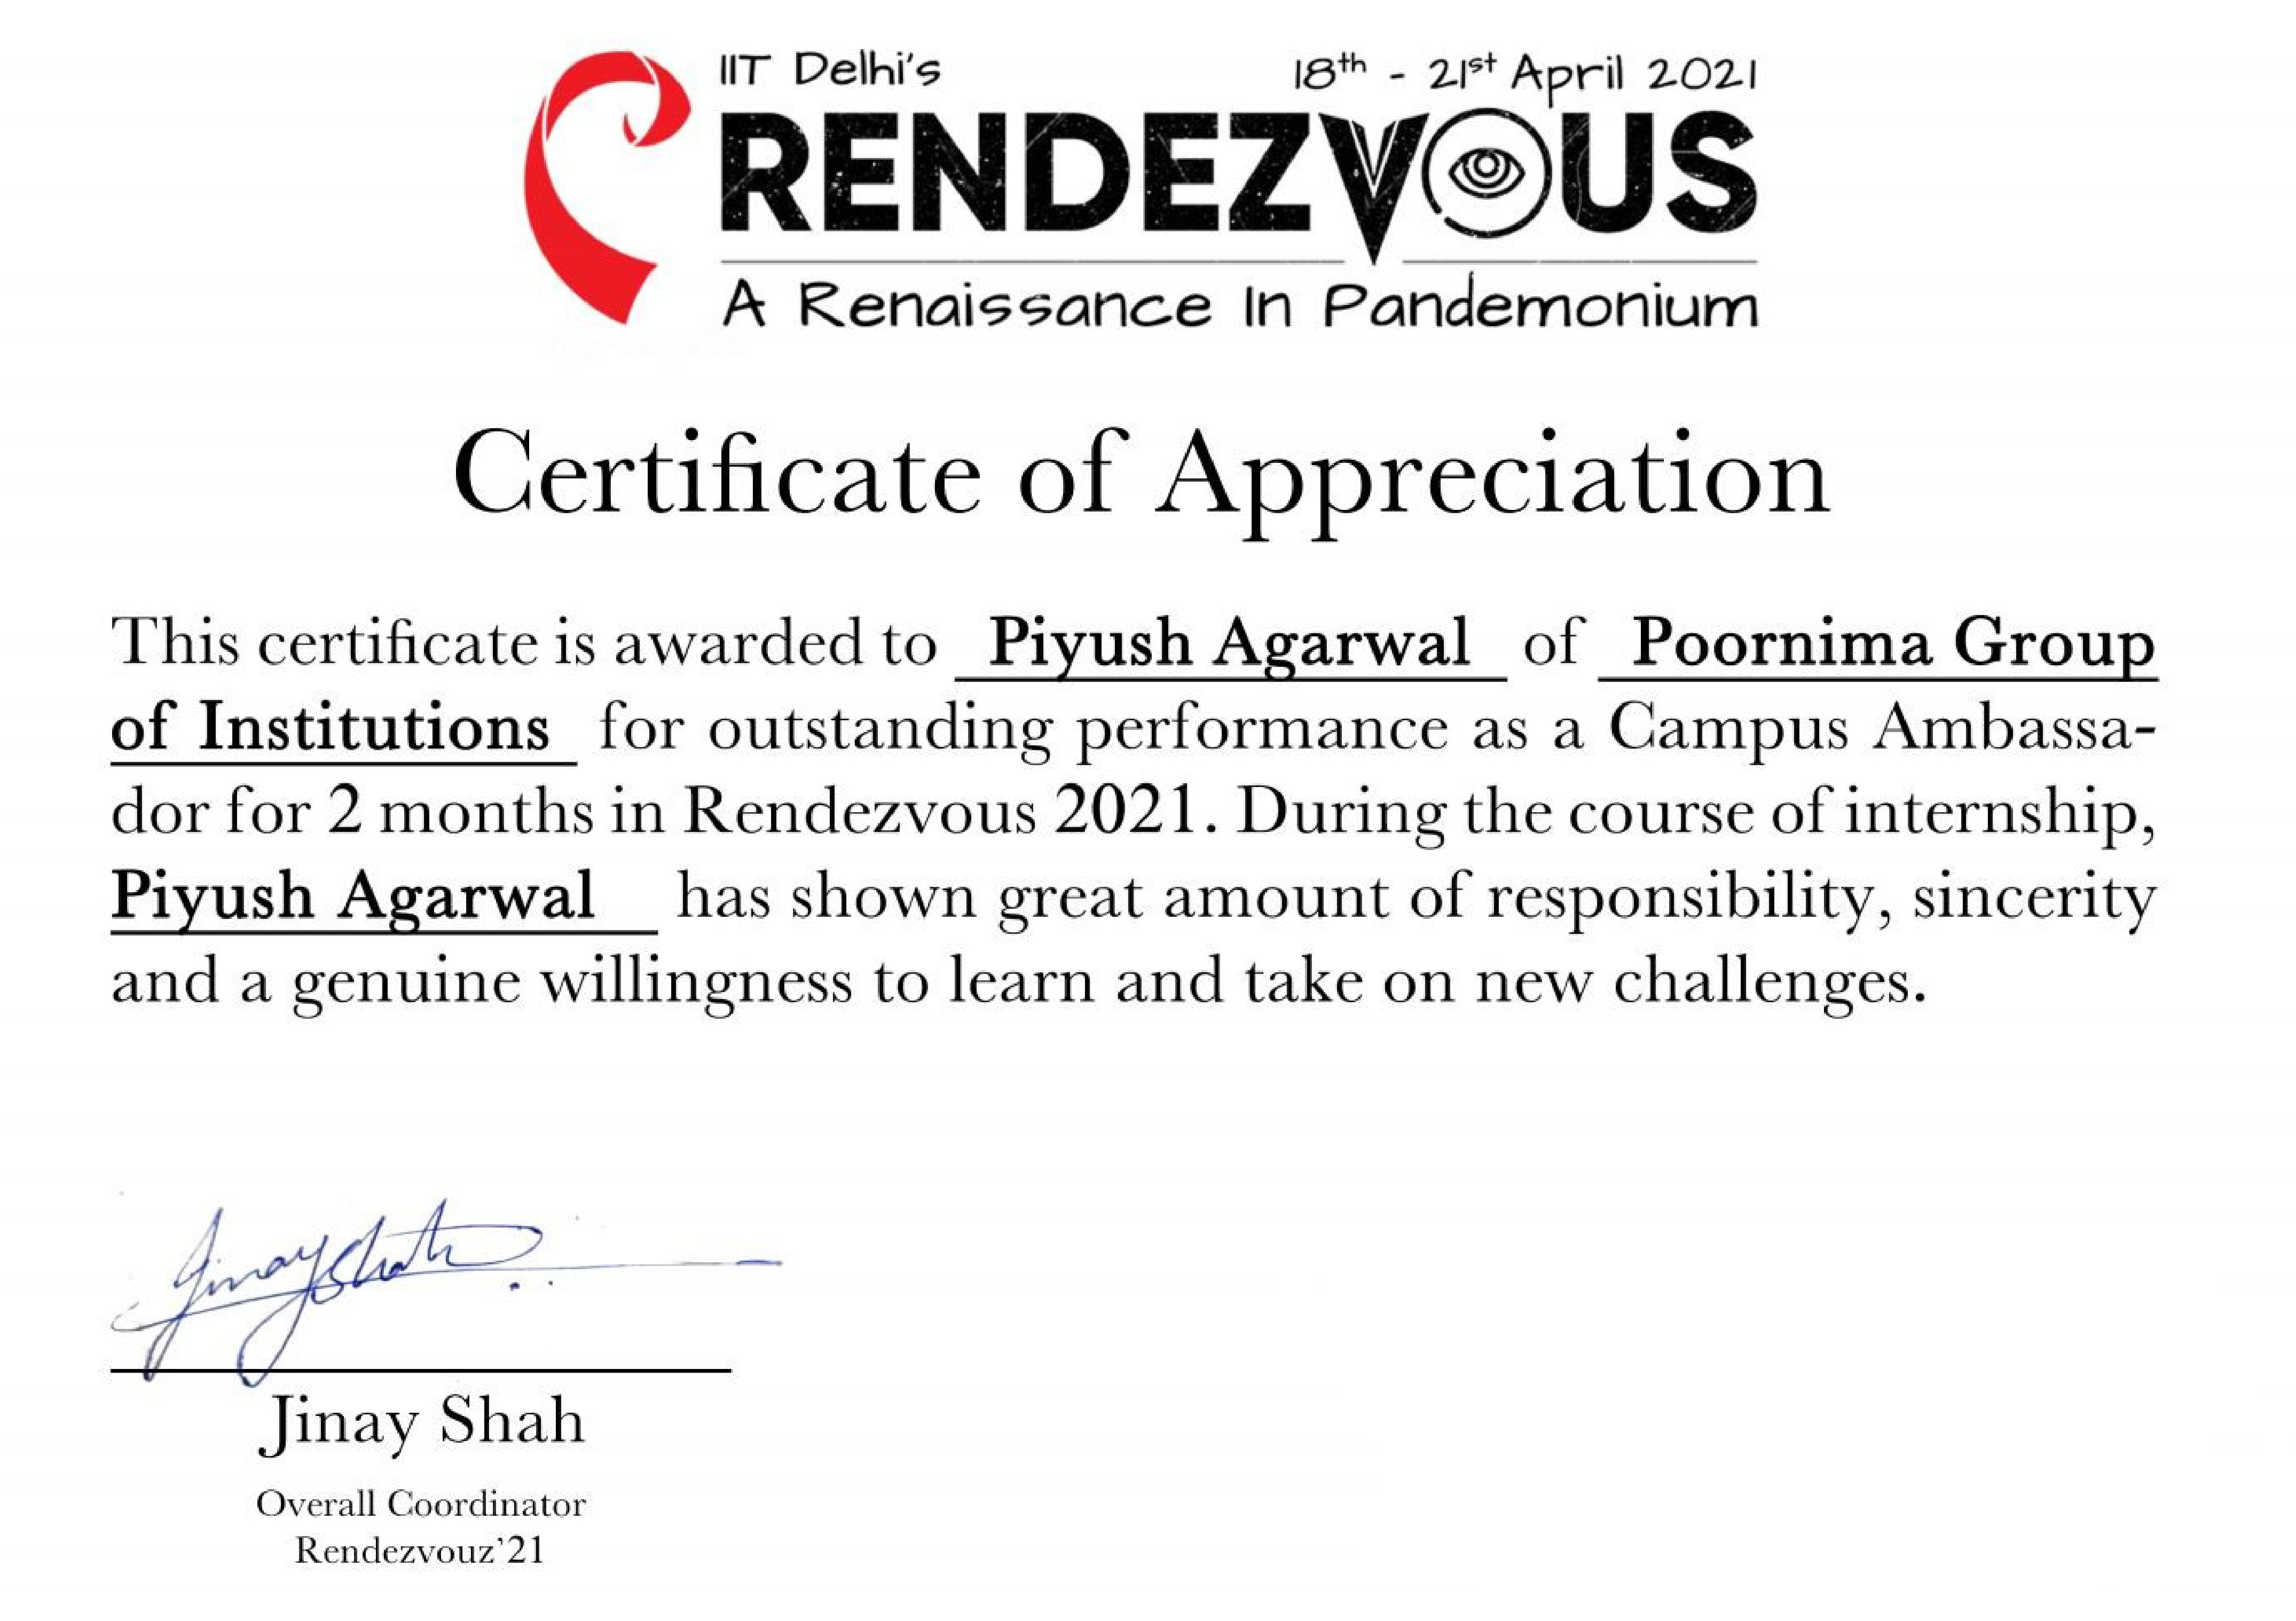 IIT Delhi's 18th - 21st April 2021
RENDEZVOUS
A Renaissance In Pandemonium
Certificate of Appreciation
This certificate is awarded to Piyush Agarwal of Poornima Group
of Institutions for outstanding performance as a Campus Ambassa-
dor for 2 months in Rendezvous 2021. During the course of internship,
Piyush Agarwal has shown great amount of responsibility, sincerity
and a genuine willingness to learn and take on new challenges.
Jinay Shah
Jinay Shah
Overall Coordinator
Rendezvouz'21